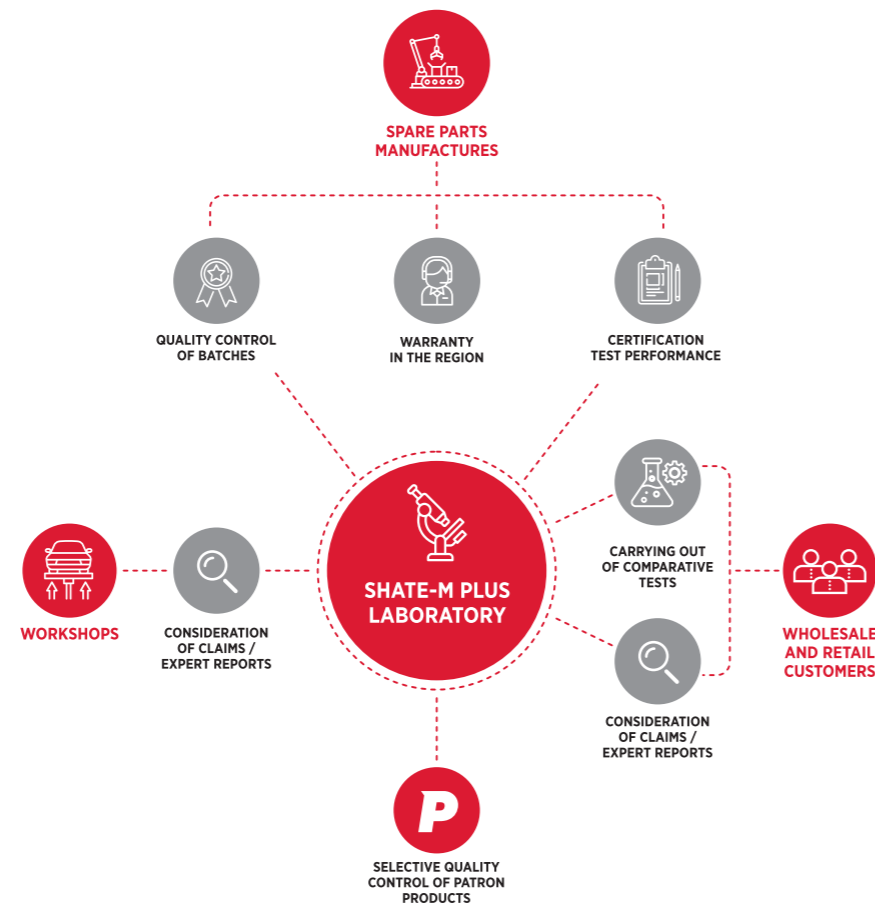 SPARE PARTS
MANUFACTURES
QUALITY CONTROL
OF BATCHES
WARRANTY
IN THE REGION
CERTIFICATION
TEST PERFORMANCE
SHATE-M PLUS
LABORATORY
CARRYING OUT
OF COMPARATIVE
TESTS
WORKSHOPS
CONSIDERATION
OF CLAIMS /
EXPERT REPORTS
WHOLESALE
AND RETAIL
CUSTOMERS
CONSIDERATION
OF CLAIMS /
EXPERT REPORTS
P
SELECTIVE QUALITY
CONTROL OF PATRON
PRODUCTS